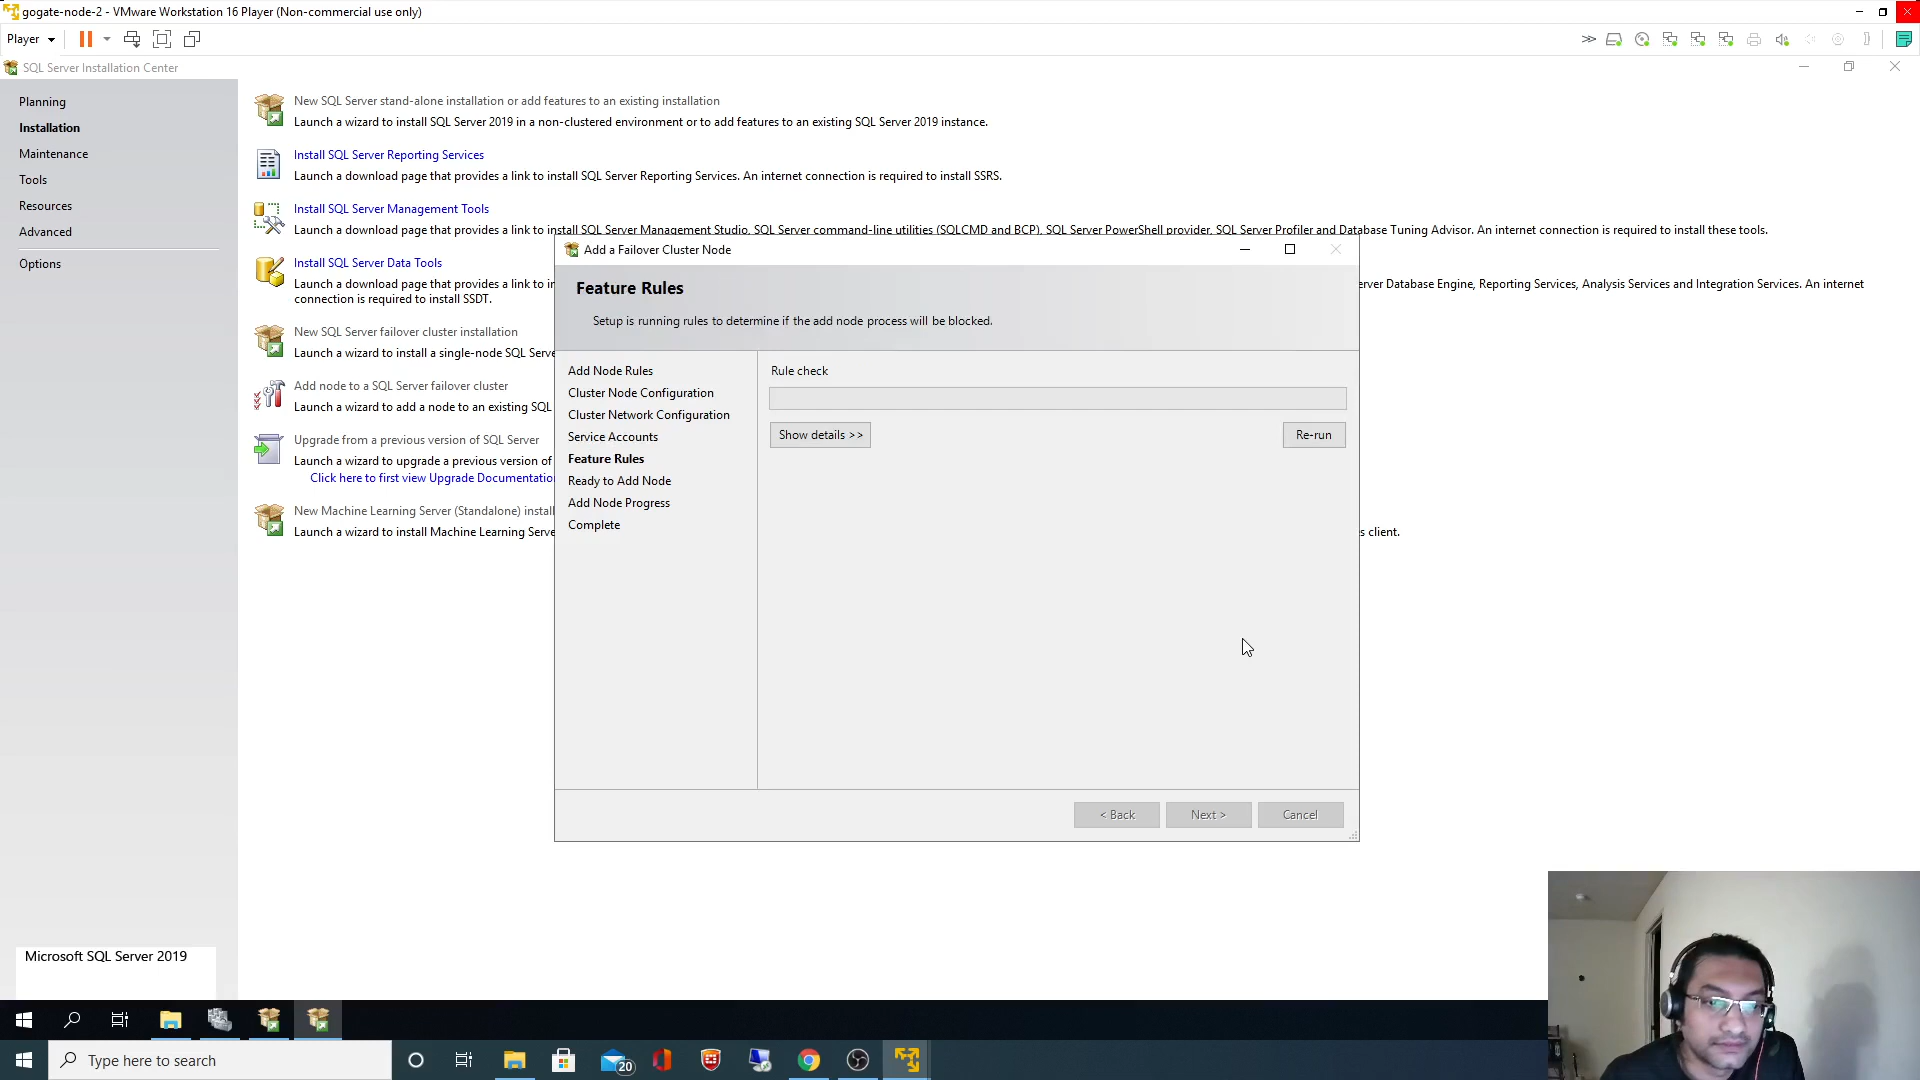 gogate-node-2 - VMware Workstation 16 Player (Non-commercial use only)
Player
SQL Server Installation Center
Planning
Installation
Maintenance
Tools
Resources
Advanced
Options
New SQL Server stand-alone installation or add features to an existing installation
Launch a wizard to install SQL Server 2019 in a non-clustered environment or to add features to an existing SQL Server 2019 instance.
Install SQL Server Reporting Services
Launch a download page that provides a link to install SQL Server Reporting Services. An internet connection is required to install SSRS.
Install SQL Server Management Tools
Launch a download page that provides a link to install SQL Server Management Studio, SQL Server command-line utilities (SQLCMD and BCP), SQL Server PowerShell provider, SQL Server Profiler and Database Tuning Advisor. An internet connection is required to install these tools.
Install SQL Server Data Tools
Launch a download page that provides a link to in
erver Database Engine, Reporting Services, Analysis Services and Integration Services. An internet
connection is required to install SSDT.
New SQL Server failover cluster installation
Launch a wizard to install a single-node SQL Serve
Add node to a SQL Server failover cluster
Launch a wizard to add a node to an existing SQL
Upgrade from a previous version of SQL Server
Launch a wizard to upgrade a previous version of
Click here to first view Upgrade Documentatio
New Machine Learning Server (Standalone) install
Launch a wizard to install Machine Learning Serve
s client.
Add a Failover Cluster Node
Feature Rules
Setup is running rules to determine if the add node process will be blocked.
Add Node Rules
Cluster Node Configuration
Cluster Network Configuration
Service Accounts
Feature Rules
Ready to Add Node
Add Node Progress
Complete
Rule check
Show details >>
Re-run
< Back
Next >
Cancel
Microsoft SQL Server 2019
Type here to search
20